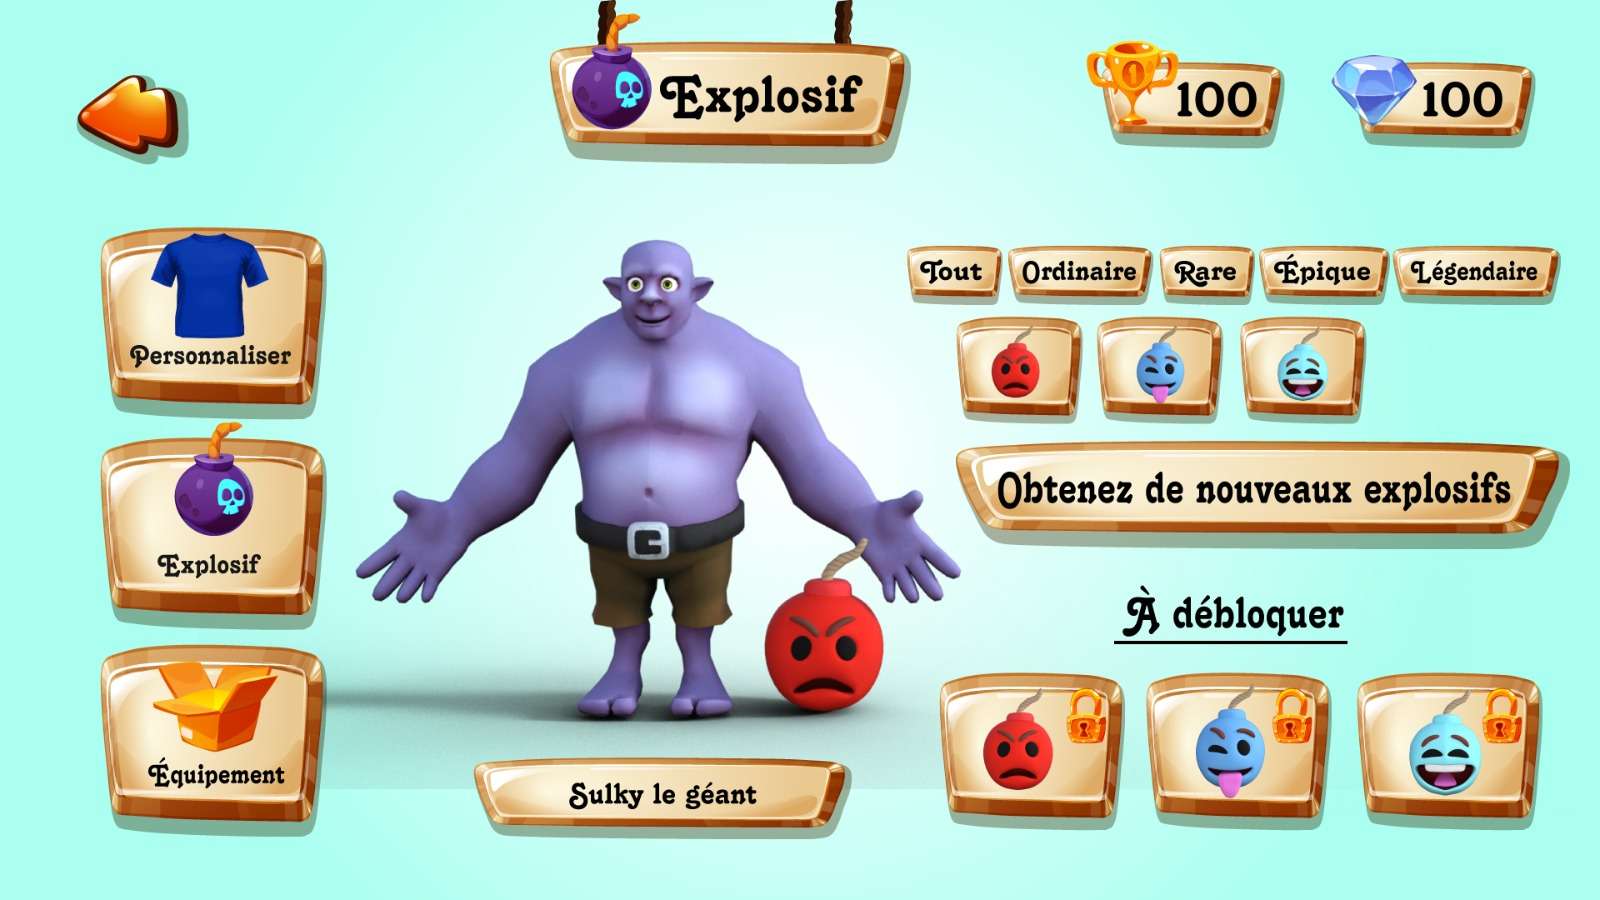 Explosif
1
100
100
Personnaliser
Explosif
Équipement
Sulky le géant
Tout
Ordinaire
Rare
Épique
Légendaire
Obtenez de nouveaux explosifs
À débloquer